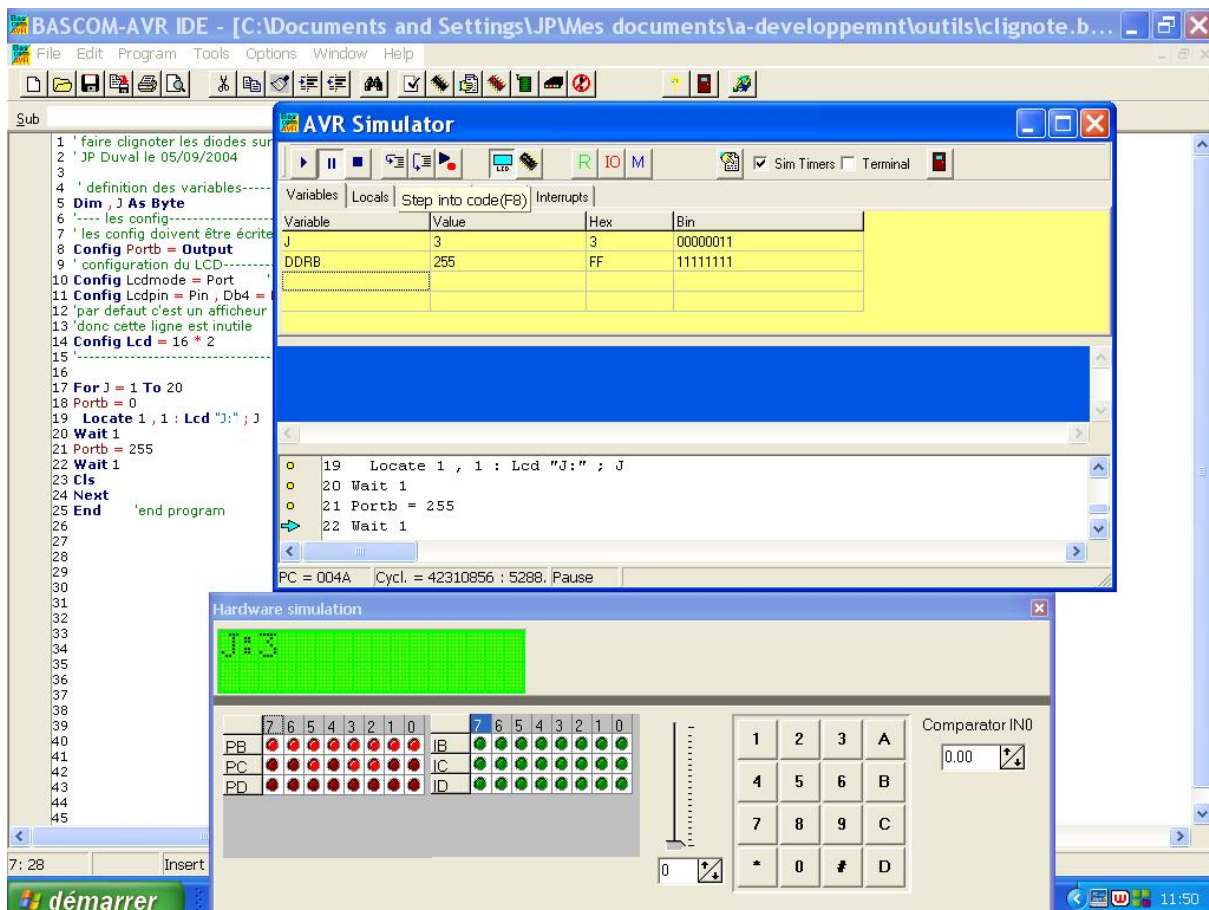 BASCOM-AVR IDE - [C:\Documents and Settings\JP\Mes documents\a-developpemnt\outils\clignote.b...
File Edit Program Tools Options Window Help
Sub
1 ' faire clignoter les diodes sur
2 ' JP Duval le 05/09/2004
3
4 ' definition des variables-----
5 Dim , J As Byte
6 '---- les config-----------------
7 ' les config doivent être écrite
8 Config Portb = Output
9 ' configuration du LCD---------
10 Config Lcdmode = Port '
11 Config Lcdpin = Pin , Db4 =
12 'par defaut c'est un afficheur
13 'donc cette ligne est inutile
14 Config Lcd = 16 * 2
15 '--------------------------------
16
17 For J = 1 To 20
18 Portb = 0
19 Locate 1 , 1 : Lcd "J:" ; J
20 Wait 1
21 Portb = 255
22 Wait 1
23 Cls
24 Next
25 End 'end program
26
27
28
29
30
31
32
33
34
35
36
37
38
39
40
41
42
43
44
45
7: 28 Insert
AVR Simulator
R IO M Sim Timers Terminal
Variables Locals Interrupts
Step into code(F8)
Variable Value Hex Bin
J 3 3 00000011
DDRB 255 FF 11111111
19 Locate 1 , 1 : Lcd "J:" ; J
20 Wait 1
21 Portb = 255
22 Wait 1
PC = 004A Cycl. = 42310856 : 5288. Pause
Hardware simulation
J:3
7 6 5 4 3 2 1 0 7 6 5 4 3 2 1 0
PB IB
PC IC
PD ID
0
1 2 3 A
4 5 6 B
7 8 9 C
* 0 # D
Comparator IN0
0.00
démarrer
11:50